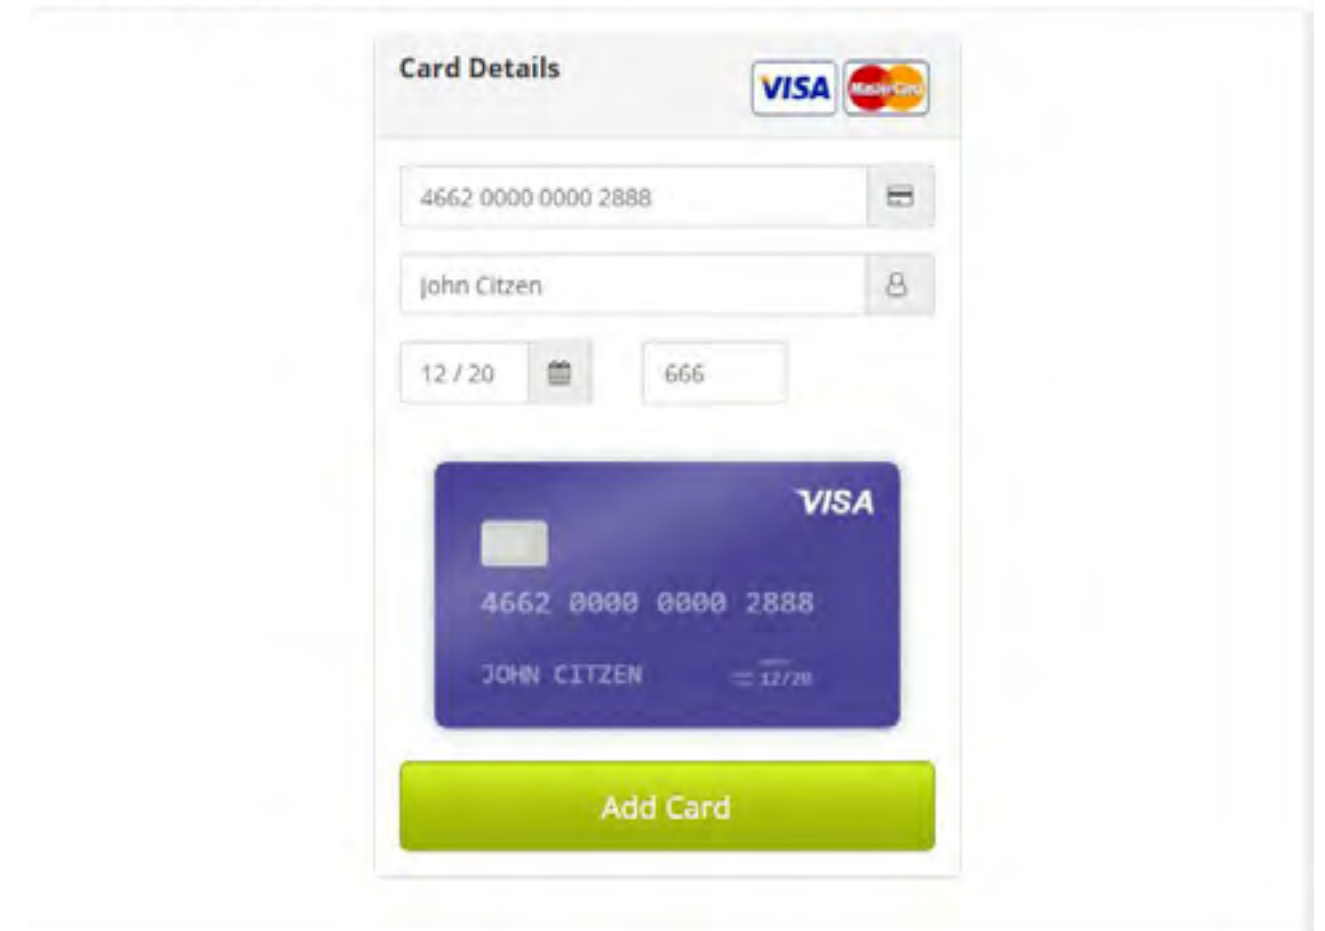 Card Details
VISA MasterCard
4662 0000 0000 2888
John Citzen
12 / 20 666
VISA
4662 0000 0000 2888
JOHN CITZEN 12/20
Add Card